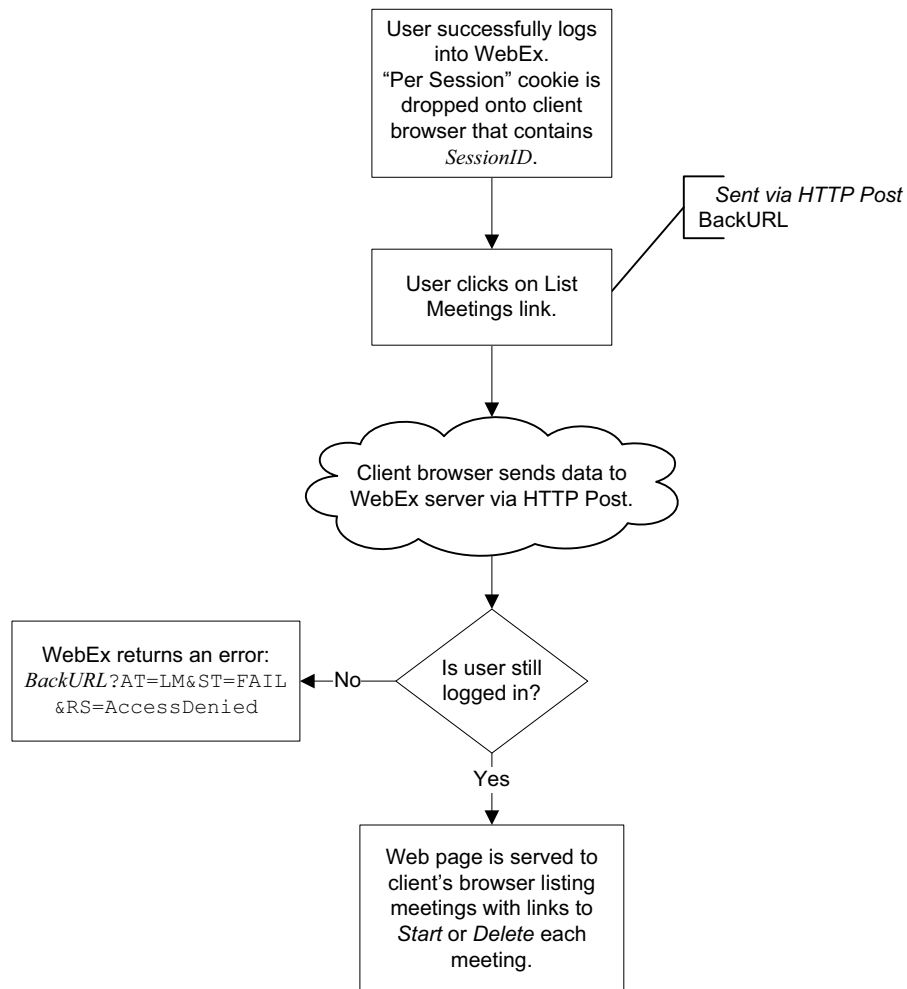 User successfully logs
into WebEx.
“Per Session” cookie is
dropped onto client
browser that contains
SessionID.
Sent via HTTP Post
BackURL
User clicks on List
Meetings link.
Client browser sends data to
WebEx server via HTTP Post.
Is user still
logged in?
No
WebEx returns an error:
BackURL?AT=LM&ST=FAIL
&RS=AccessDenied
Yes
Web page is served to
client’s browser listing
meetings with links to
Start or Delete each
meeting.